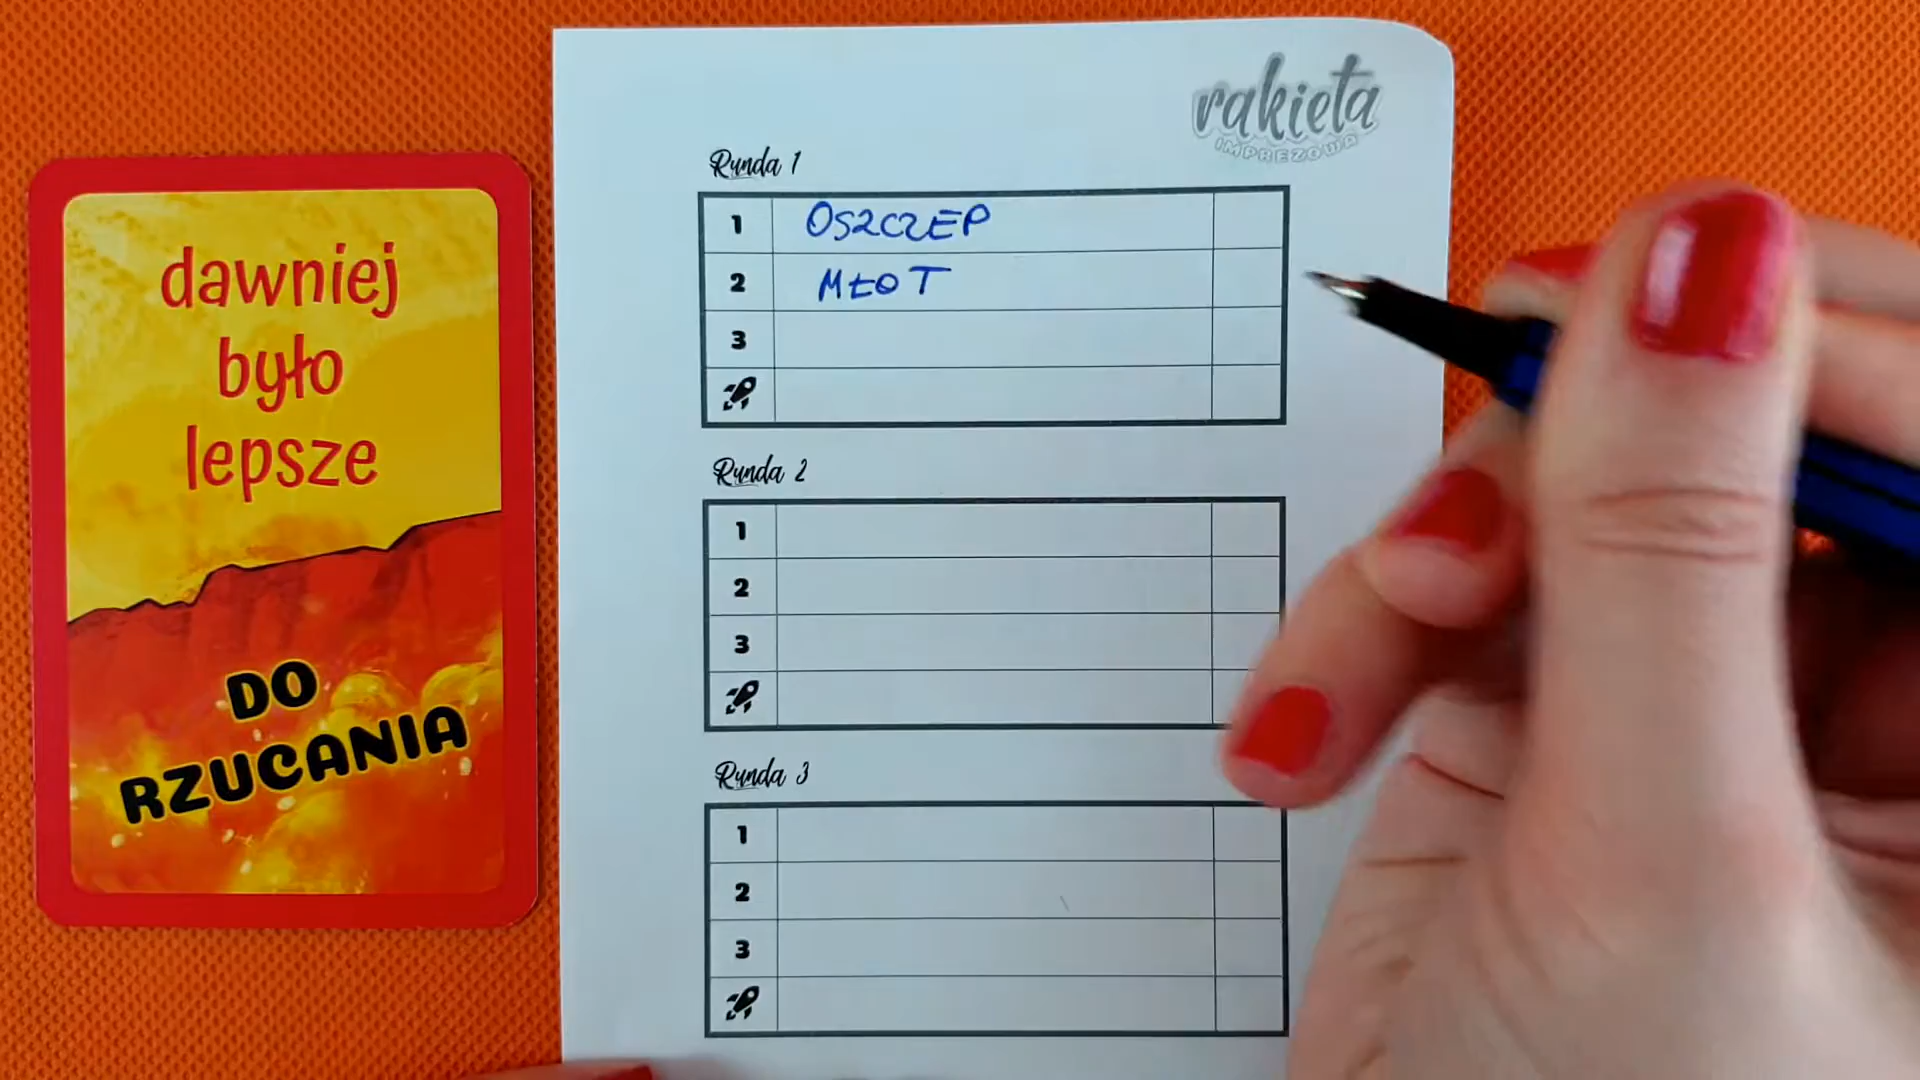 dawniej
było
lepsze
DO
RZUCANIA
rakieta
IMPREZOWA
Runda 1
1 OSZCZEP
2 MŁOT
3
Runda 2
1
2
3
Runda 3
1
2
3